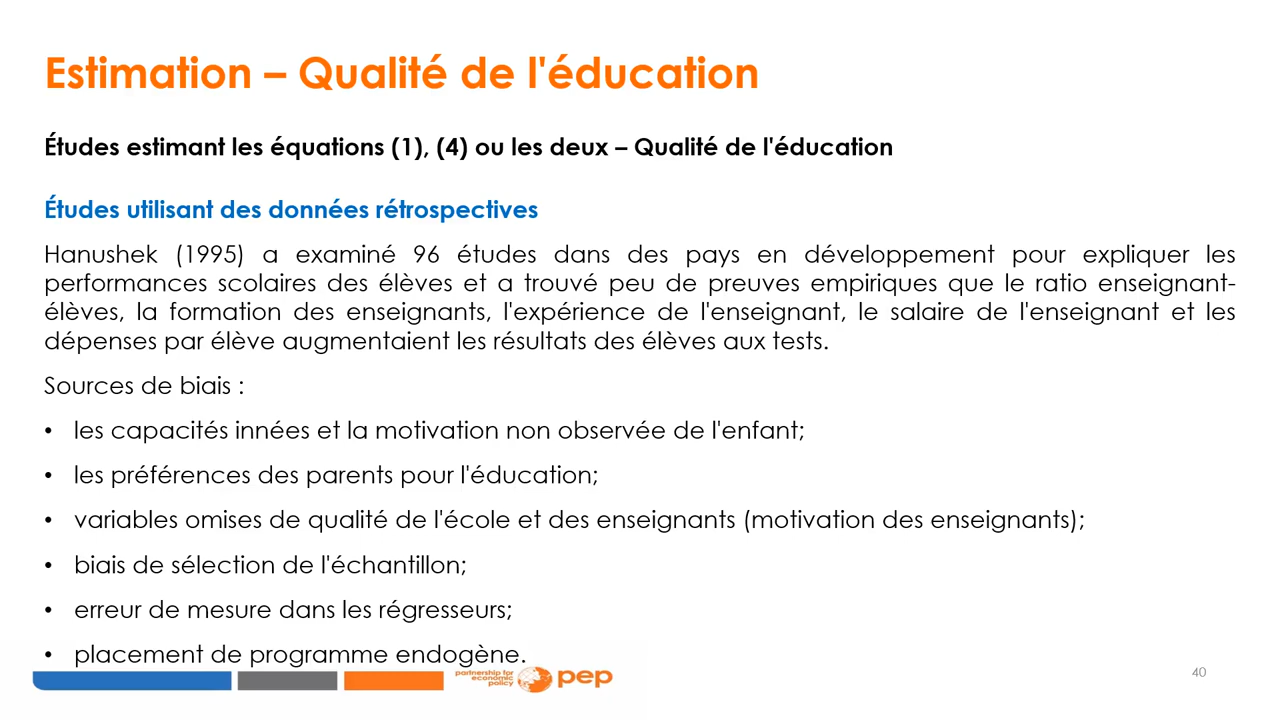 Estimation – Qualité de l'éducation
Études estimant les équations (1), (4) ou les deux – Qualité de l'éducation
Études utilisant des données rétrospectives
Hanushek (1995) a examiné 96 études dans des pays en développement pour expliquer les
performances scolaires des élèves et a trouvé peu de preuves empiriques que le ratio enseignant-
élèves, la formation des enseignants, l'expérience de l'enseignant, le salaire de l'enseignant et les
dépenses par élève augmentaient les résultats des élèves aux tests.
Sources de biais :
• les capacités innées et la motivation non observée de l'enfant;
• les préférences des parents pour l'éducation;
• variables omises de qualité de l'école et des enseignants (motivation des enseignants);
• biais de sélection de l'échantillon;
• erreur de mesure dans les régresseurs;
• placement de programme endogène.
partnership for
economic
policy
pep
40